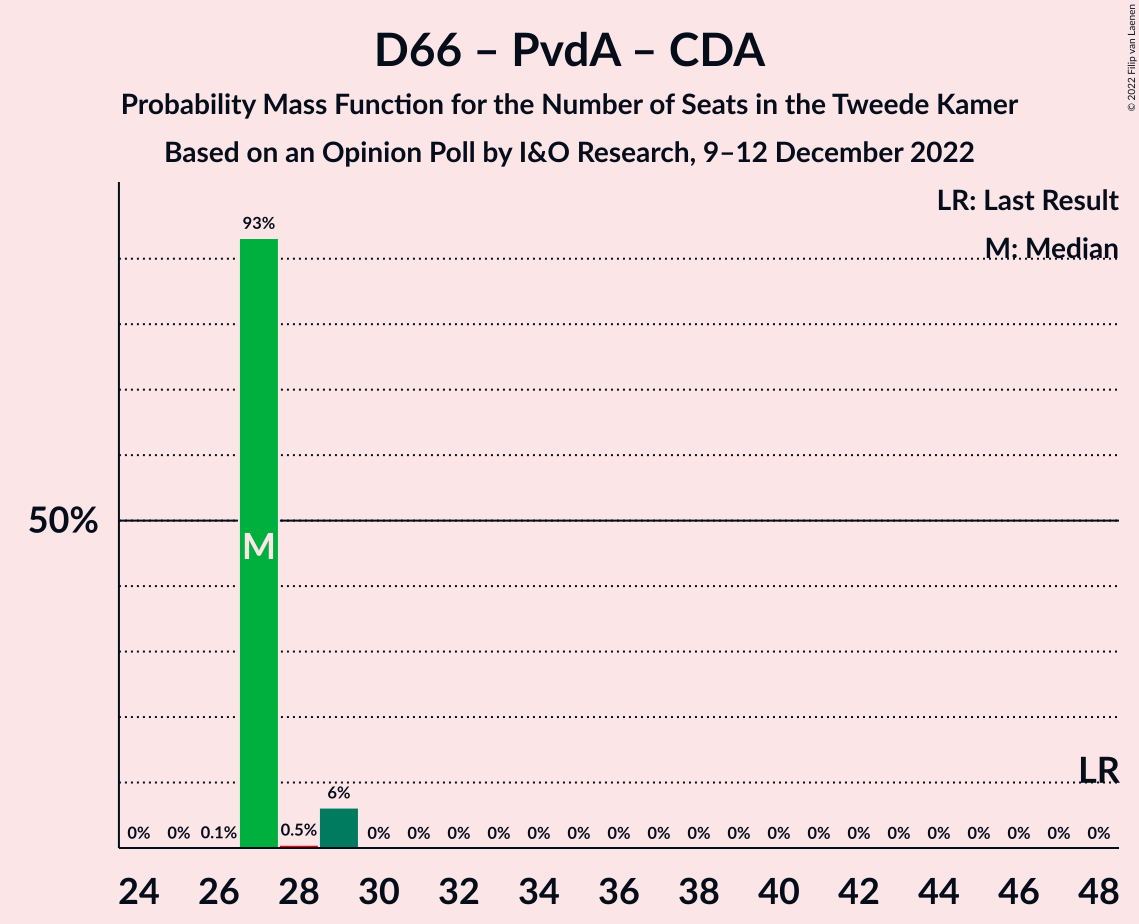 D66 – PvdA – CDA
Probability Mass Function for the Number of Seats in the Tweede Kamer
Based on an Opinion Poll by I&O Research, 9–12 December 2022
© 2022 Filip van Laenen
LR: Last Result
M: Median
93%
50%
M
LR
0% 0% 0.1% 0.5% 6% 0% 0% 0% 0% 0% 0% 0% 0% 0% 0% 0% 0% 0% 0% 0% 0% 0% 0% 0%
24 26 28 30 32 34 36 38 40 42 44 46 48